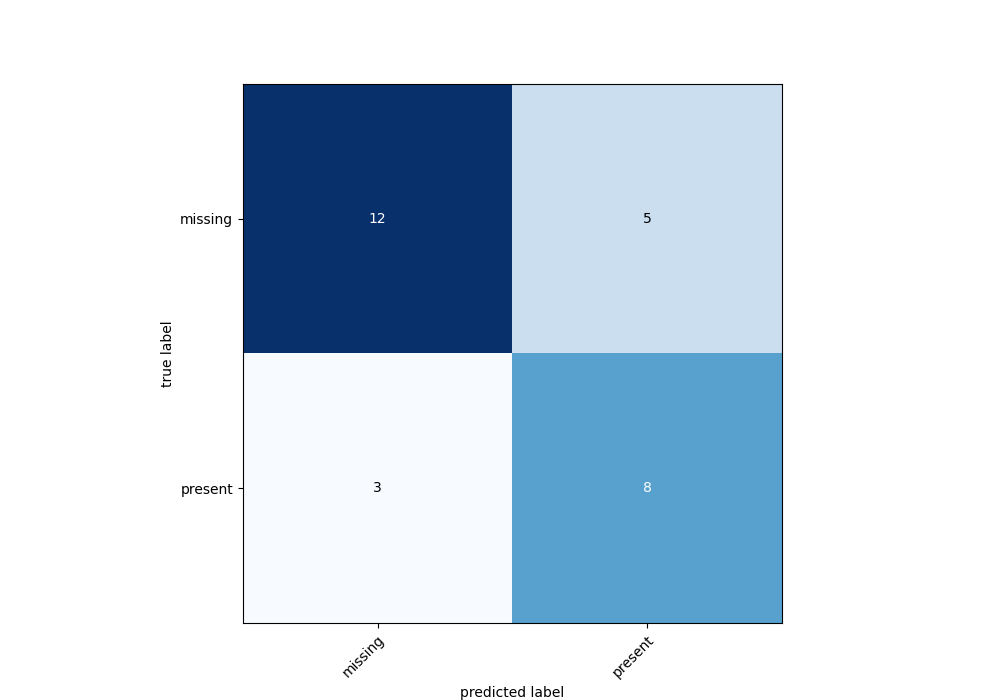 missing
12
5
true label
present
3
8
missing
present
predicted label